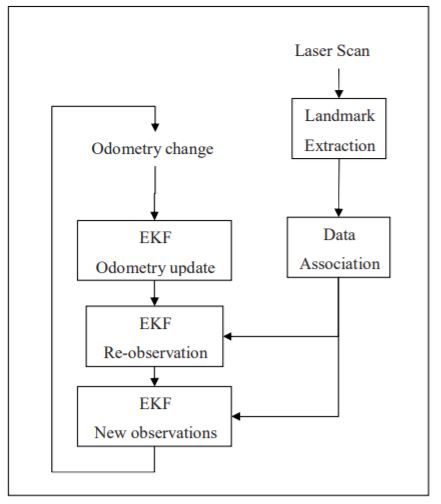 Laser Scan
Landmark
Extraction
Odometry change
Data
Association
EKF
Odometry update
EKF
Re-observation
EKF
New observations